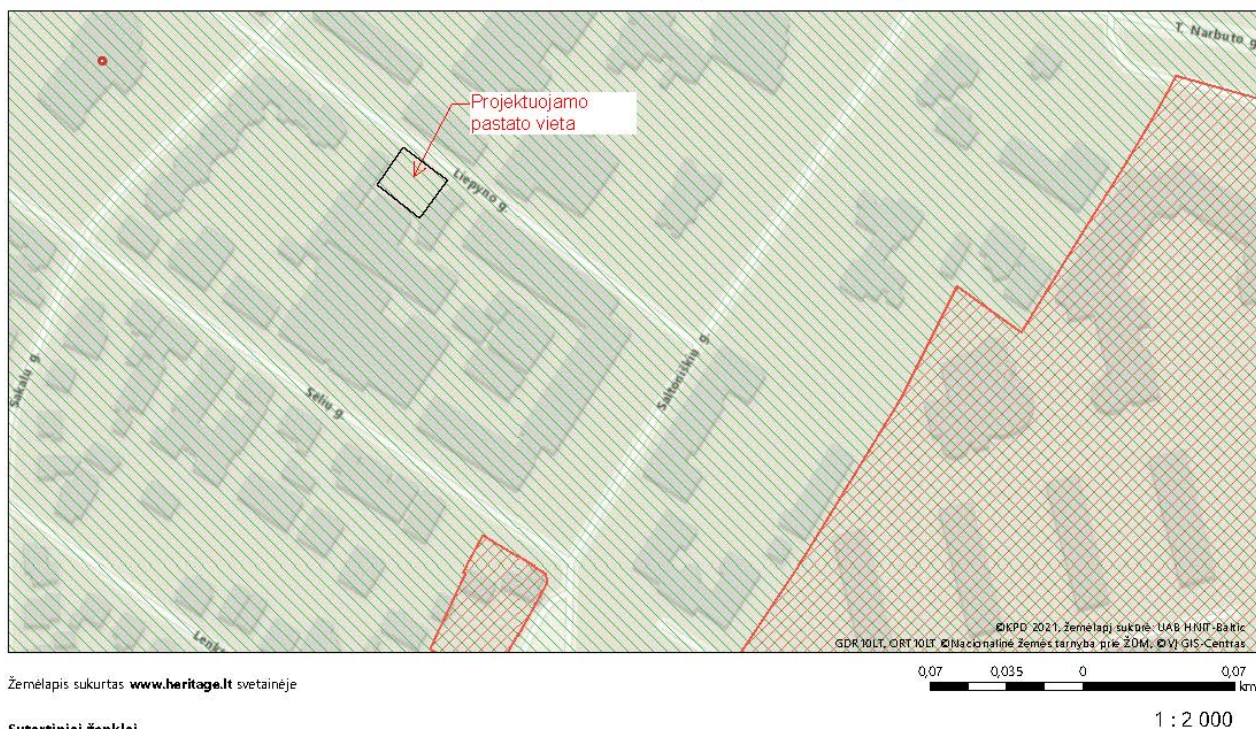 T. Narbuto g.
Projektuojamo
pastato vieta
Liepyno g.
Saltoniškių g.
Sakalų g.
Sėlių g.
©KPD 2021, žemėlapį sukūrė: UAB HNIT-Baltic
GDR10LT, ORT10LT ©Nacionalinė žemės tarnyba prie ŽŪM, ©VĮ GIS-Centras
Žemėlapis sukurtas www.heritage.lt svetainėje
0,07 0,035 0 0,07
km
1 : 2 000
Sutartiniai ženklai